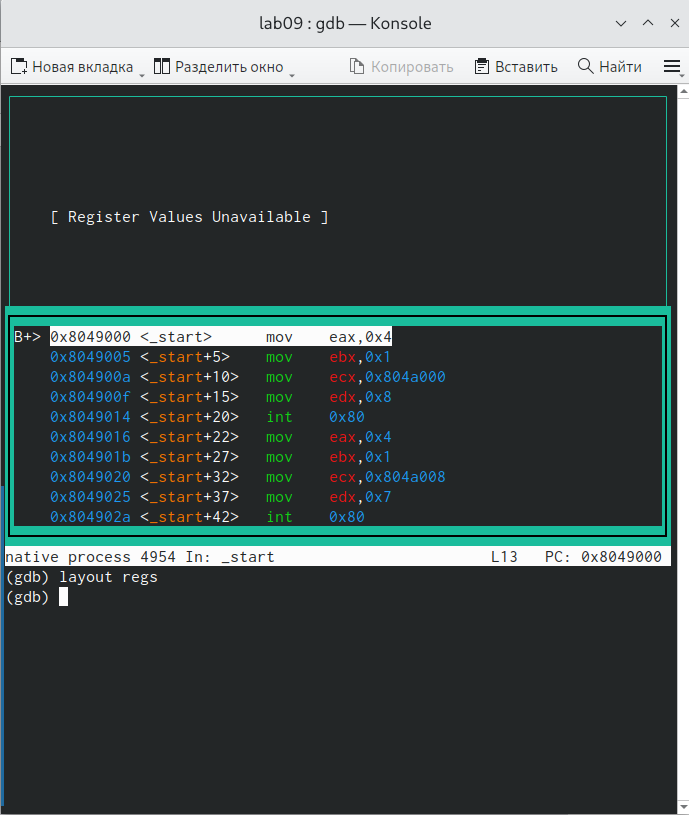 lab09 : gdb — Konsole
Новая вкладка Разделить окно Копировать Вставить Найти
[ Register Values Unavailable ]
B+> 0x8049000 <_start> mov eax,0x4
0x8049005 <_start+5> mov ebx,0x1
0x804900a <_start+10> mov ecx,0x804a000
0x804900f <_start+15> mov edx,0x8
0x8049014 <_start+20> int 0x80
0x8049016 <_start+22> mov eax,0x4
0x804901b <_start+27> mov ebx,0x1
0x8049020 <_start+32> mov ecx,0x804a008
0x8049025 <_start+37> mov edx,0x7
0x804902a <_start+42> int 0x80
native process 4954 In: _start L13 PC: 0x8049000
(gdb) layout regs
(gdb)